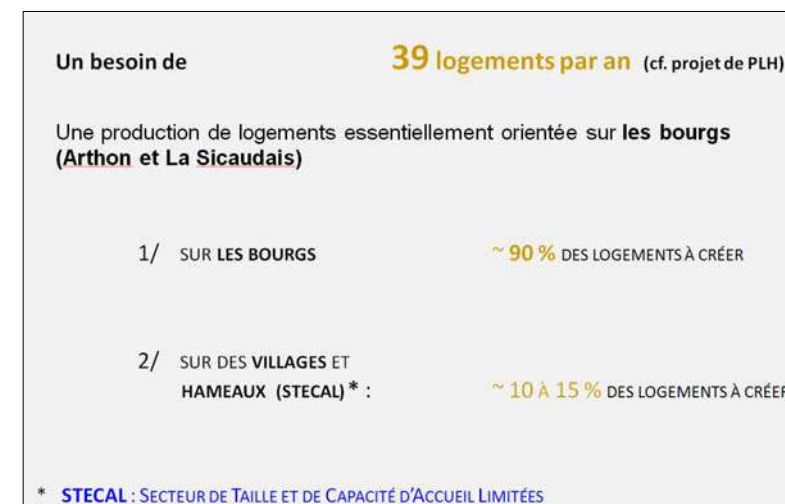 Un besoin de 39 logements par an (cf. projet de PLH)
Une production de logements essentiellement orientée sur les bourgs
(Arthon et La Sicaudais)
1/ SUR LES BOURGS ~ 90 % DES LOGEMENTS À CRÉER
2/ SUR DES VILLAGES ET
HAMEAUX (STECAL) * : ~ 10 À 15 % DES LOGEMENTS À CRÉER
* STECAL : SECTEUR DE TAILLE ET DE CAPACITÉ D'ACCUEIL LIMITÉES